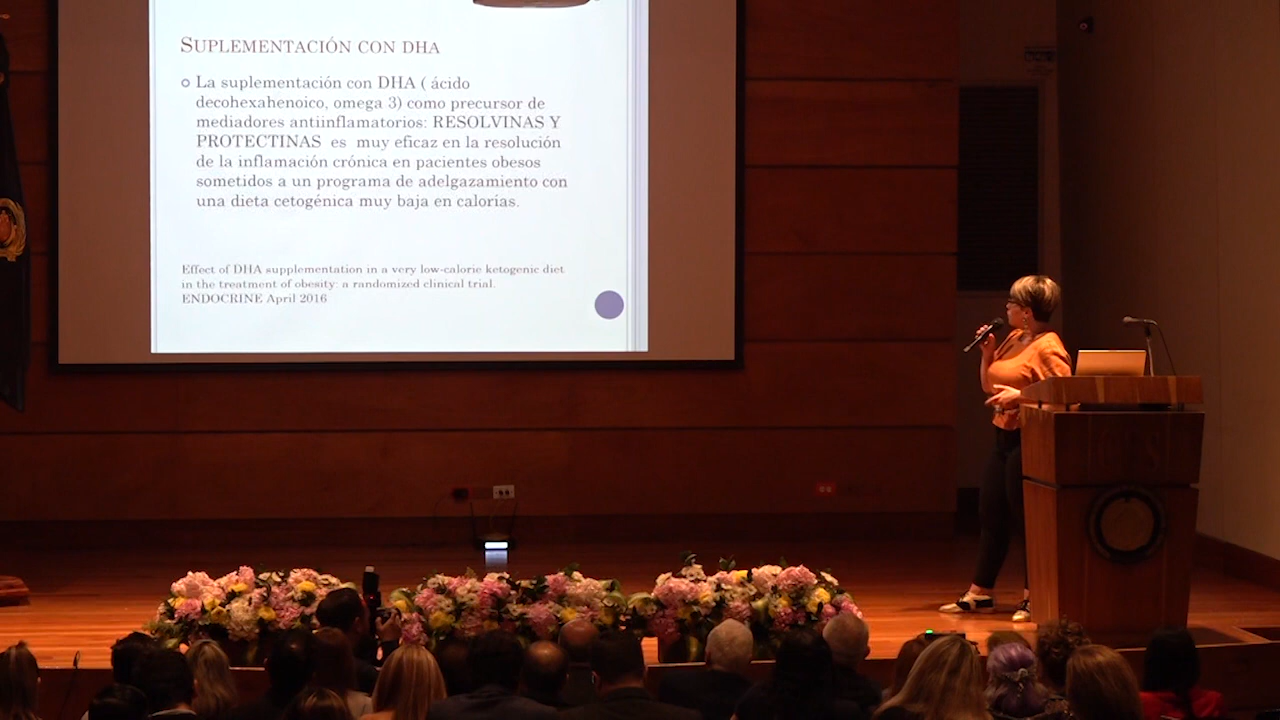 SUPLEMENTACIÓN CON DHA
La suplementación con DHA ( ácido
decohexahenoico, omega 3) como precursor de
mediadores antiinflamatorios: RESOLVINAS Y
PROTECTINAS es muy eficaz en la resolución
de la inflamación crónica en pacientes obesos
sometidos a un programa de adelgazamiento con
una dieta cetogénica muy baja en calorías.
Effect of DHA supplementation in a very low-calorie ketogenic diet
in the treatment of obesity: a randomized clinical trial.
ENDOCRINE April 2016